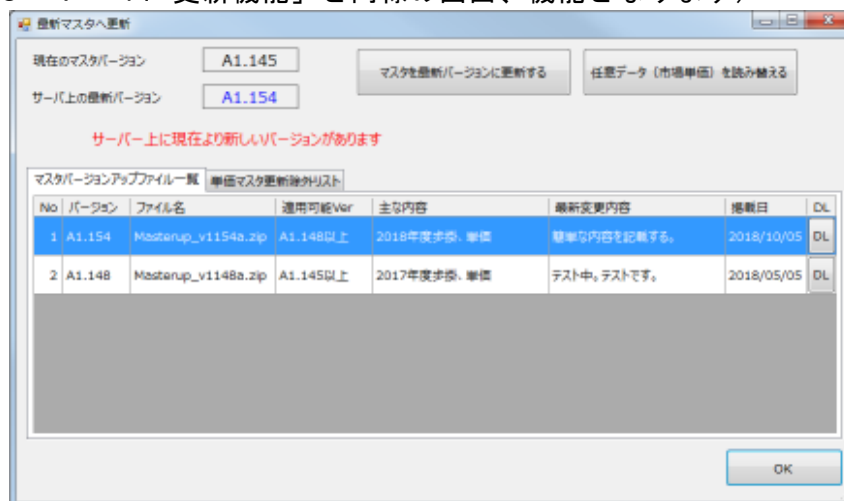 更新機能」と同様の画面、機能となります）
最新マスタへ更新
現在のマスタバージョン A1.145 マスタを最新バージョンに更新する 任意データ（市場単価）を読み替える
サーバ上の最新バージョン A1.154
サーバー上に現在より新しいバージョンがあります
マスタバージョンアップファイル一覧 単価マスタ更新除外リスト
No バージョン ファイル名 適用可能Ver 主な内容 最新変更内容 掲載日 DL
1 A1.154 Masterup_v1154a.zip A1.148以上 2018年度歩掛、単価 簡単な内容を記載する。 2018/10/05 DL
2 A1.148 Masterup_v1148a.zip A1.145以上 2017年度歩掛、単価 テスト中。テストです。 2018/05/05 DL
OK